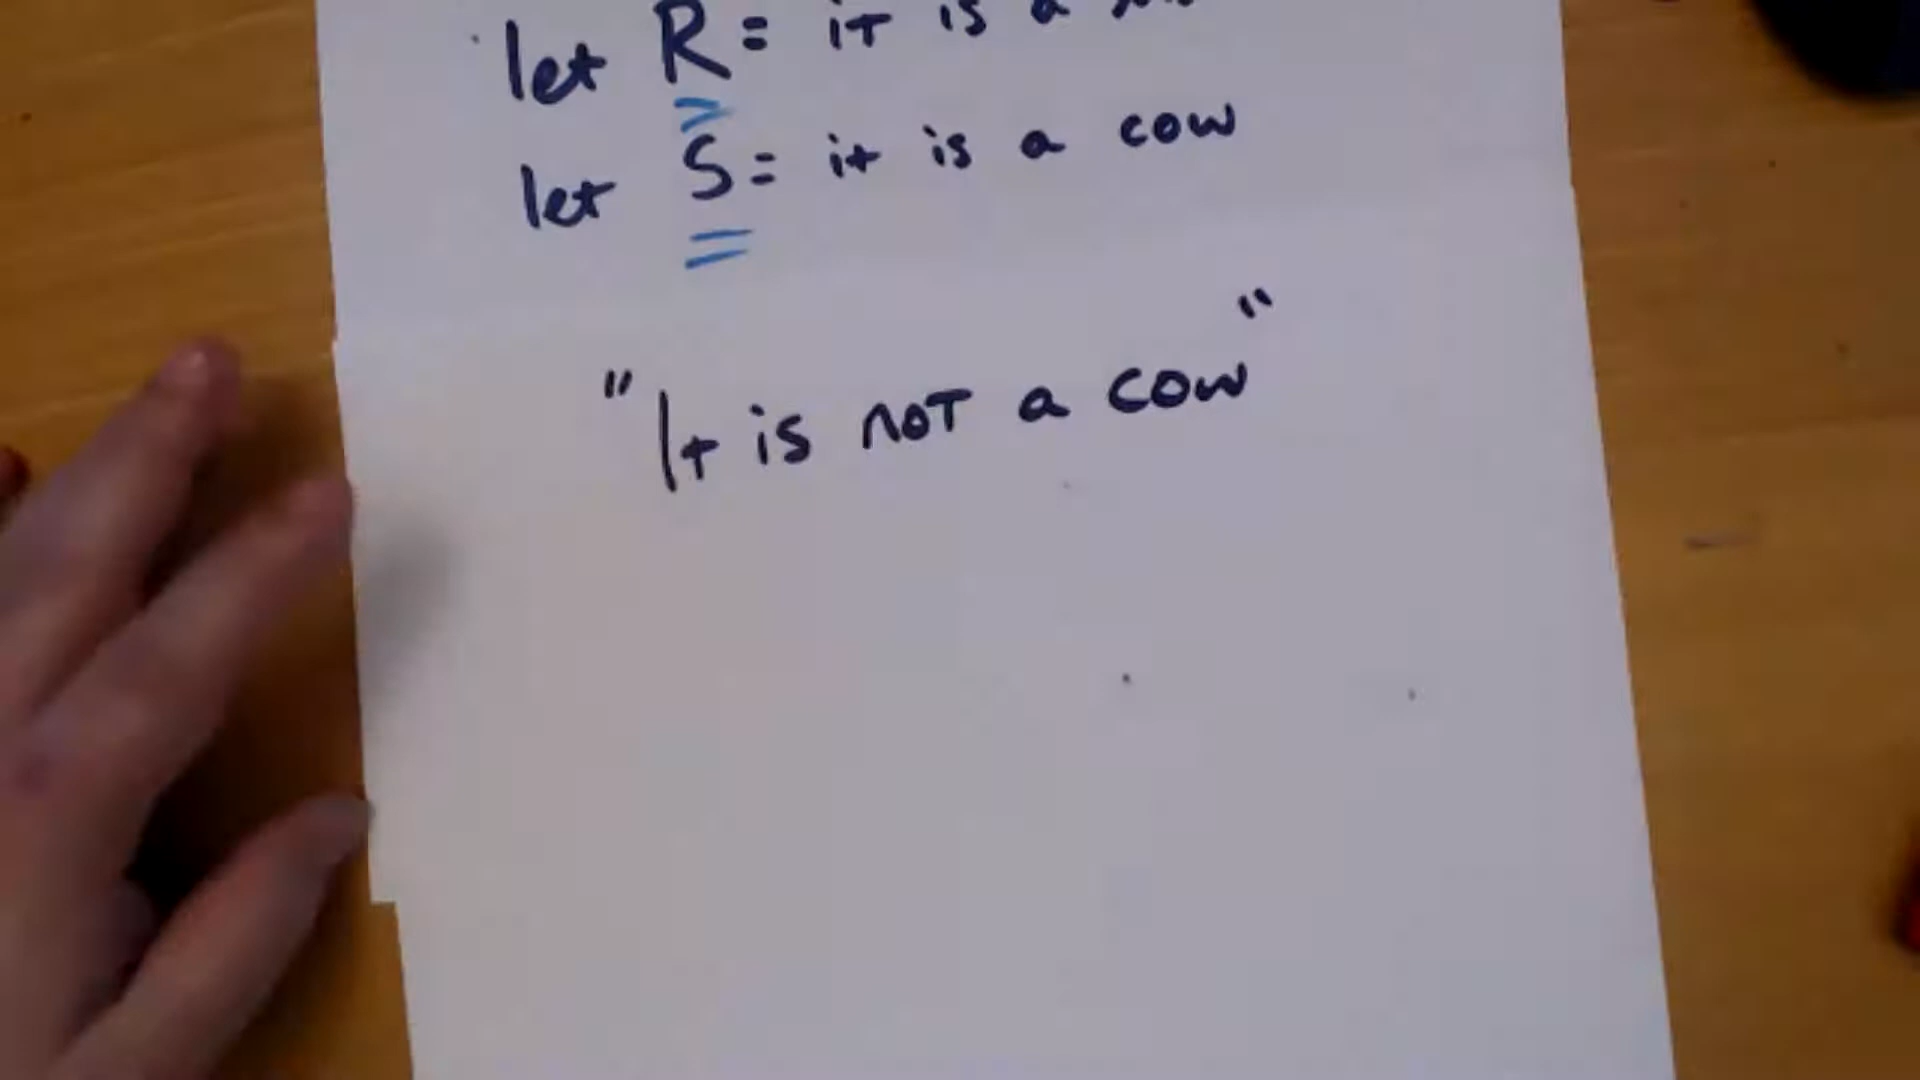 let R = it is a
let S = it is a cow
"It is not a cow"